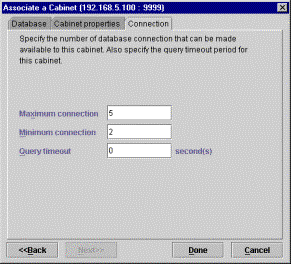 Associate a Cabinet (192.168.5.100 : 9999)
Database Cabinet properties Connection
Specify the number of database connection that can be made
available to this cabinet. Also specify the query timeout period for
this cabinet.
Maximum connection 5
Minimum connection 2
Query timeout 0 second(s)
<<Back Next>> Done Cancel